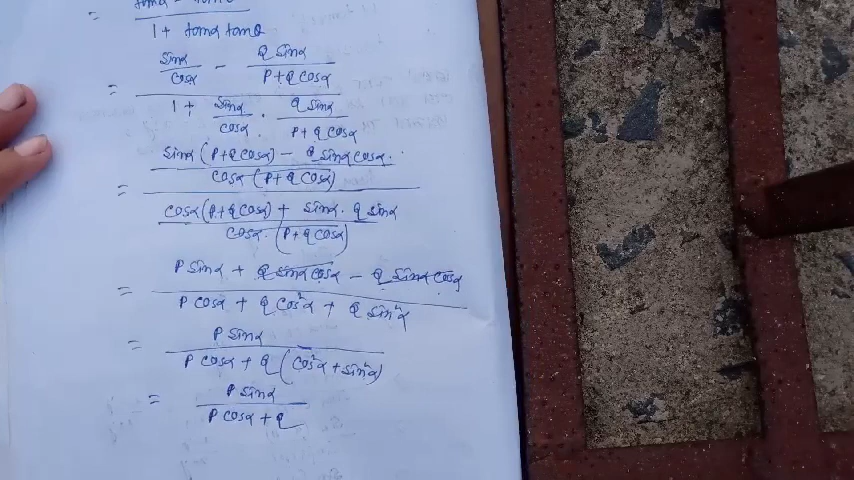 = tanα - tanθ
1 + tanα tanθ
= sinα/cosα - Q sinα/P+Q cosα
1 + sinα/cosα . Q sinα/P+Q cosα
= sinα (P+Q cosα) - Q sinα cosα.
cosα (P+Q cosα)
cosα (P+Q cosα) + sinα . Q sinα
cosα . (P+Q cosα)
= P sinα + Q sinα cosα - Q sinα cosα
P cosα + Q cos²α + Q sin²α
= P sinα
P cosα + Q (cos²α + sin²α)
= P sinα
P cosα + Q